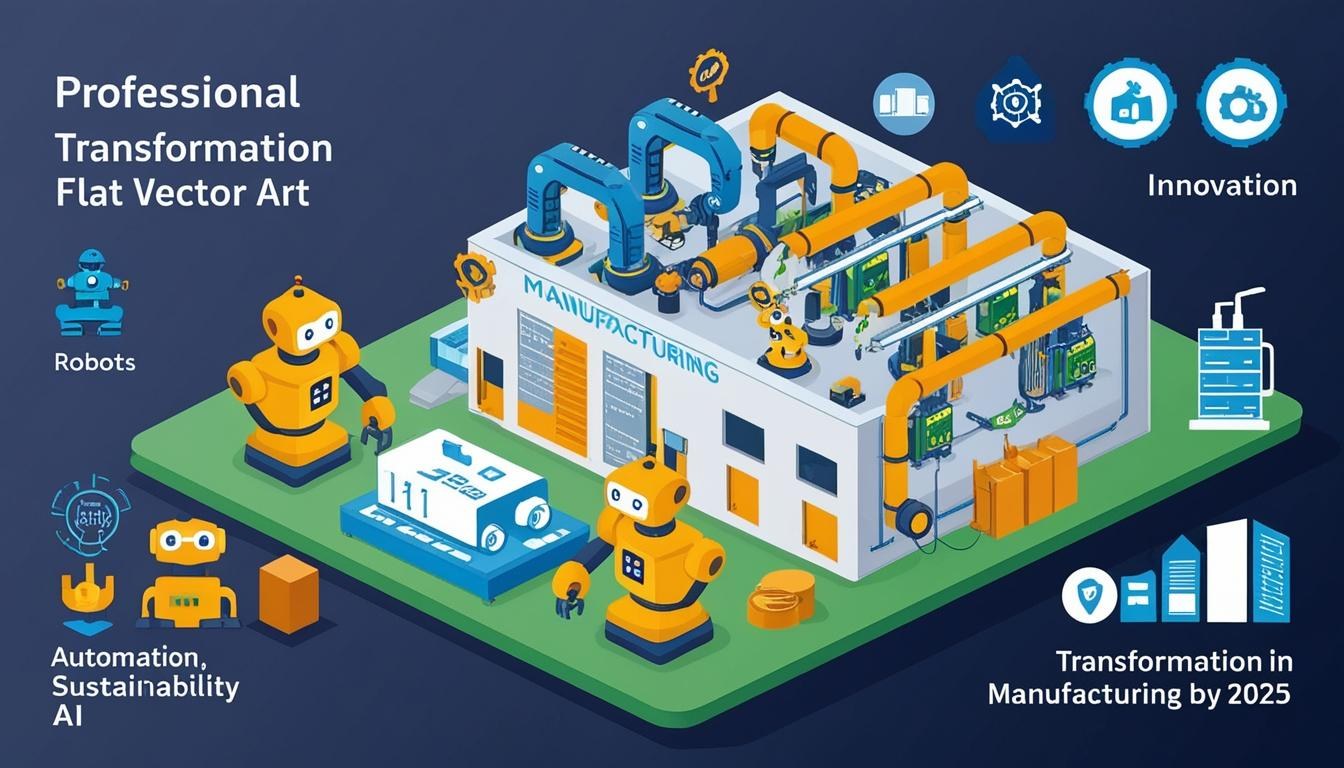 Professional
Transformation
Flat Vector Art
Innovation
MANUFACTURING
Robots
Automation,
Sustainability
AI
Transformation in
Manufacturing by 2025